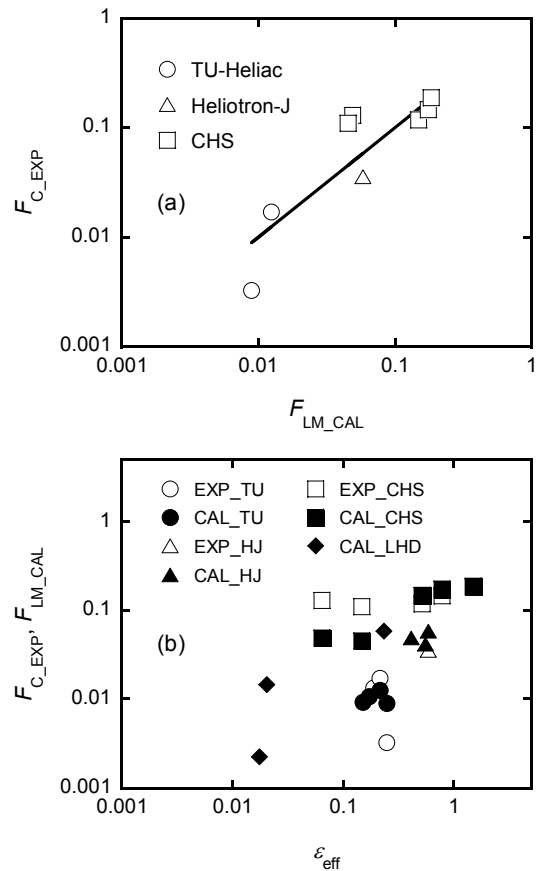 1
TU-Heliac
Heliotron-J
CHS
0.1
F_C_EXP
(a)
0.01
0.001
0.001 0.01 0.1 1
F_LM_CAL
EXP_TU EXP_CHS
CAL_TU CAL_CHS
EXP_HJ CAL_LHD
CAL_HJ
1
0.1
F_C_EXP, F_LM_CAL
(b)
0.01
0.001
0.001 0.01 0.1 1
ε_eff